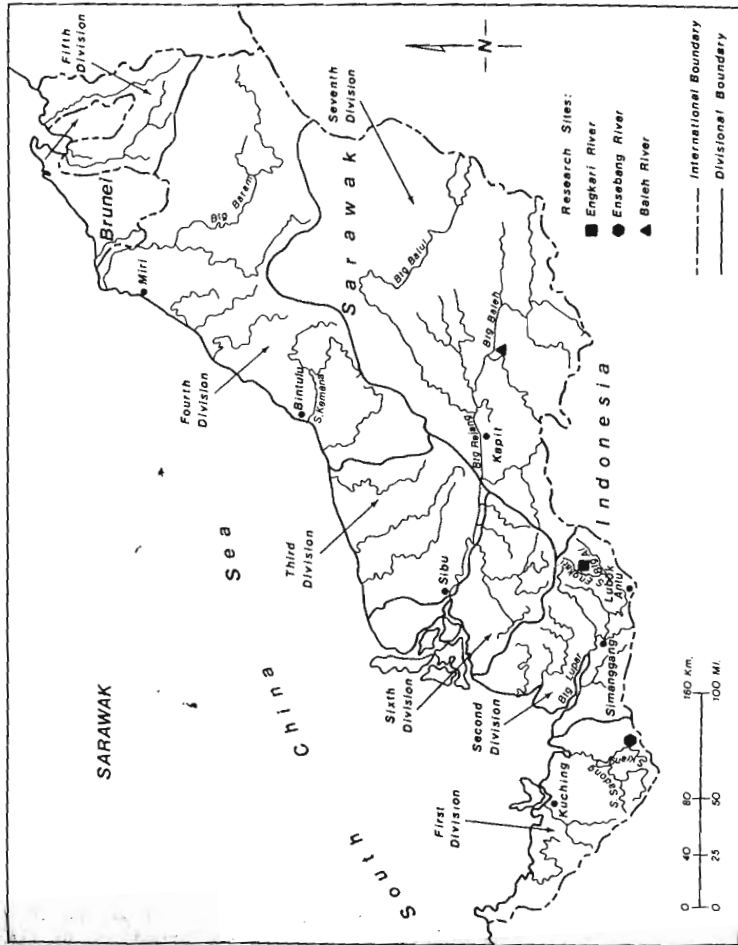 SARAWAK
South China Sea
Fifth
Division
Brunei
Miri
Big Baram
Fourth
Division
Bintulu
S. Kemena
Seventh
Division
Sarawak
Big Balui
Big Baleh
Big Rejang
Kapit
Third
Division
Sibu
Sixth
Division
Second
Division
Big Lupar
Simanggang
S. Engkari
Big Ai
Lubok
Antu
Indonesia
First
Division
Kuching
S. Sadong
N
Research Sites:
Engkari River
Ensebang River
Baleh River
International Boundary
Divisional Boundary
0 40 80 160 Km.
0 25 50 100 Mi.